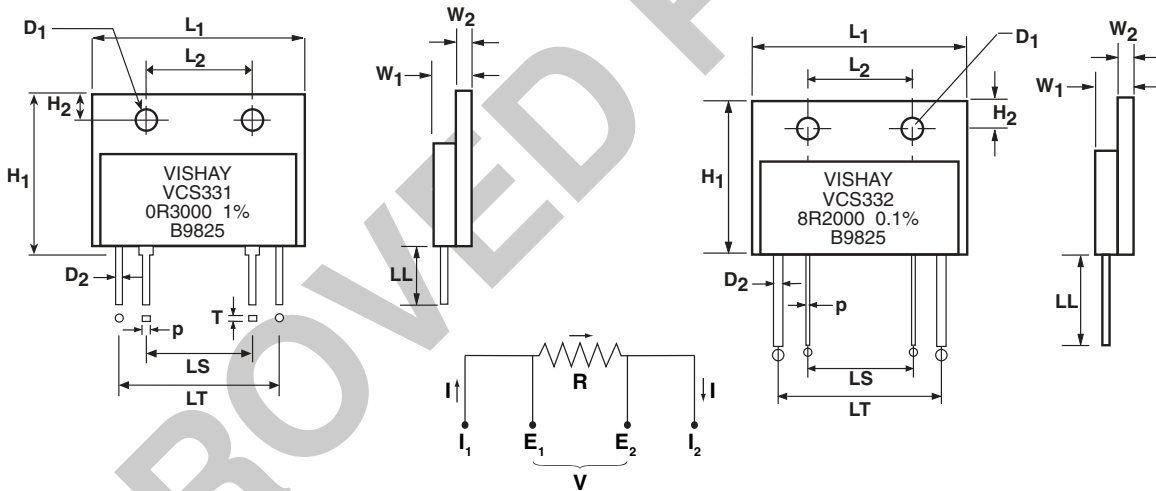 D1
L1
L2
H2
H1
VISHAY
VCS331
0R3000 1%
B9825
D2
T
p
LS
LT
W2
W1
LL
L1
L2
D1
H2
H1
VISHAY
VCS332
8R2000 0.1%
B9825
D2
p
LS
LT
W2
W1
LL
I
R
I
I1
E1
E2
I2
V
ROVED